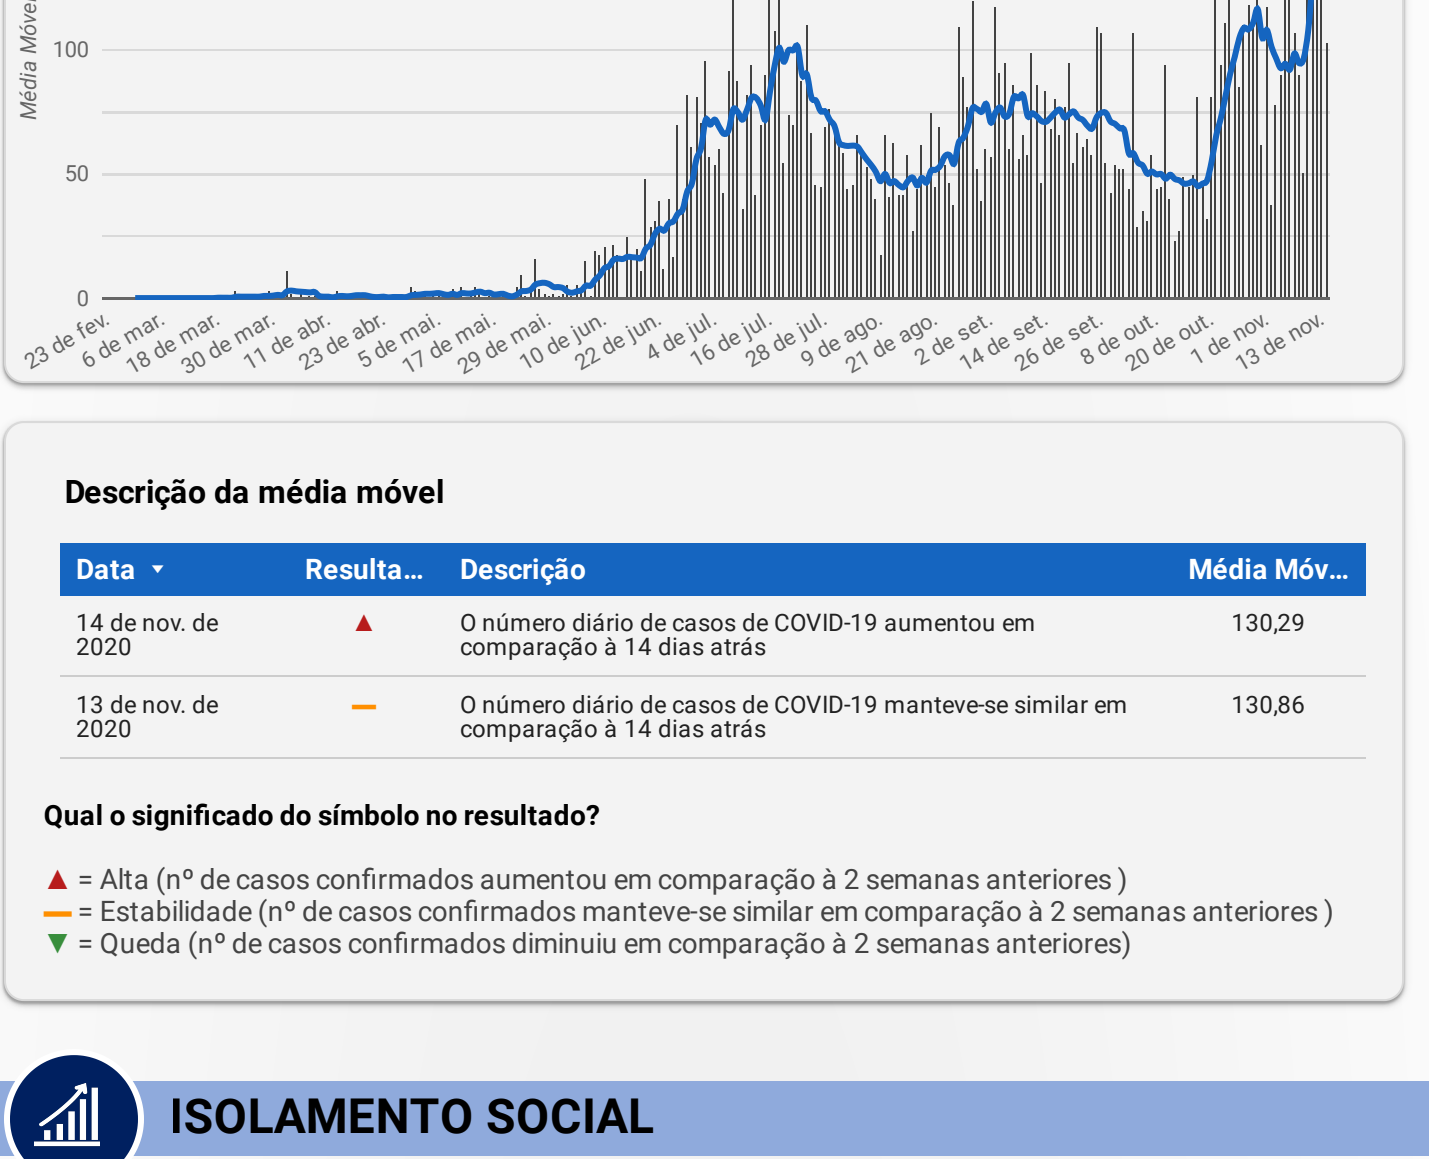 Média Móvel
100
50
0
23 de fev.
6 de mar.
18 de mar.
30 de mar.
11 de abr.
23 de abr.
5 de mai.
17 de mai.
29 de mai.
10 de jun.
22 de jun.
4 de jul.
16 de jul.
28 de jul.
9 de ago.
21 de ago.
2 de set.
14 de set.
26 de set.
8 de out.
20 de out.
1 de nov.
13 de nov.
Descrição da média móvel
Data Resulta... Descrição Média Móv...
14 de nov. de
2020
▲
O número diário de casos de COVID-19 aumentou em
comparação à 14 dias atrás
130,29
13 de nov. de
2020
—
O número diário de casos de COVID-19 manteve-se similar em
comparação à 14 dias atrás
130,86
Qual o significado do símbolo no resultado?
▲ = Alta (nº de casos confirmados aumentou em comparação à 2 semanas anteriores )
— = Estabilidade (nº de casos confirmados manteve-se similar em comparação à 2 semanas anteriores )
▼ = Queda (nº de casos confirmados diminuiu em comparação à 2 semanas anteriores)
ISOLAMENTO SOCIAL